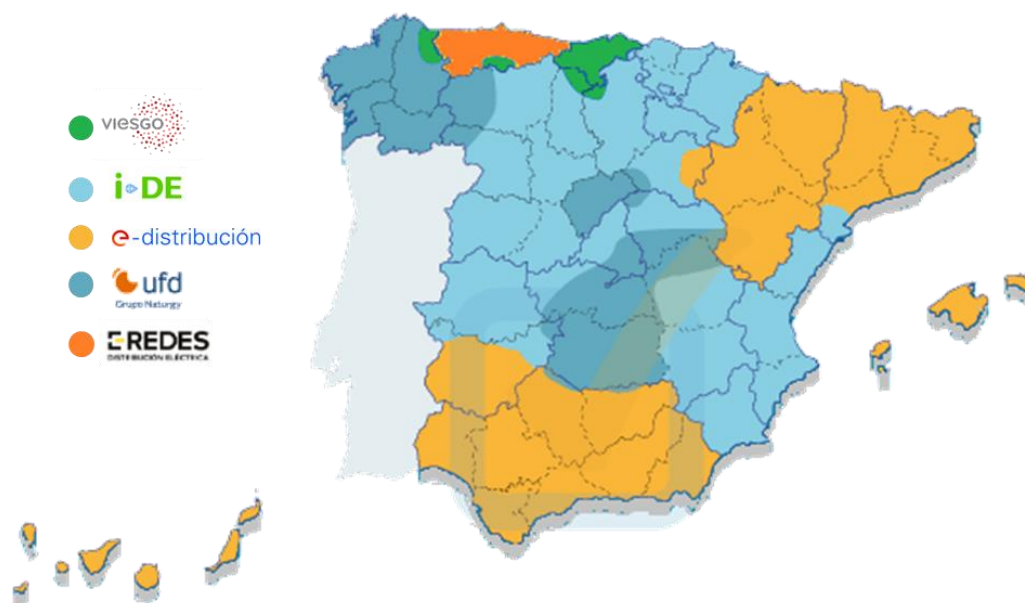 VIESGO
i-DE
e-distribución
ufd
Grupo Naturgy
E-REDES
DISTRIBUCIÓN ELÉCTRICA